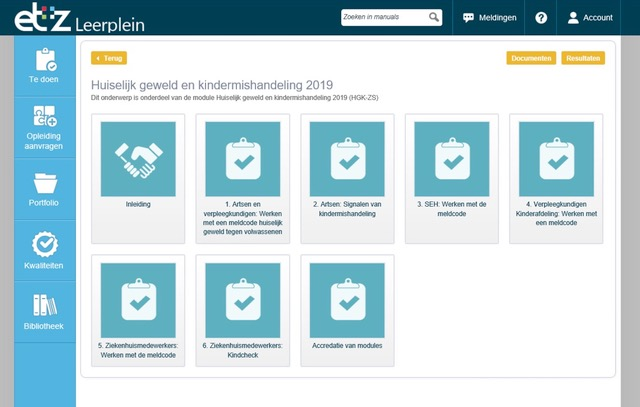 etz Leerplein
Zoeken in manuals
Meldingen
?
Account
Te doen
Opleiding
aanvragen
Portfolio
Kwaliteiten
Bibliotheek
Terug
Documenten
Resultaten
Huiselijk geweld en kindermishandeling 2019
Dit onderwerp is onderdeel van de module Huiselijk geweld en kindermishandeling 2019 (HGK-ZS)
Inleiding
1. Artsen en
verpleegkundigen: Werken
met een meldcode huiselijk
geweld tegen volwassenen
2. Artsen: Signalen van
kindermishandeling
3. SEH: Werken met de
meldcode
4. Verpleegkundigen
Kinderafdeling: Werken met
een meldcode
5. Ziekenhuismedewerkers:
Werken met de meldcode
6. Ziekenhuismedewerkers:
Kindcheck
Accredatie van modules